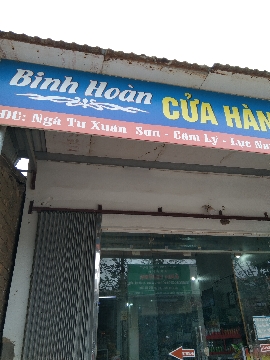 Bình Hoàn
CỬA HÀN
ĐC: Ngã Tư Xuân Sơn - Cẩm Lý - Lục Na